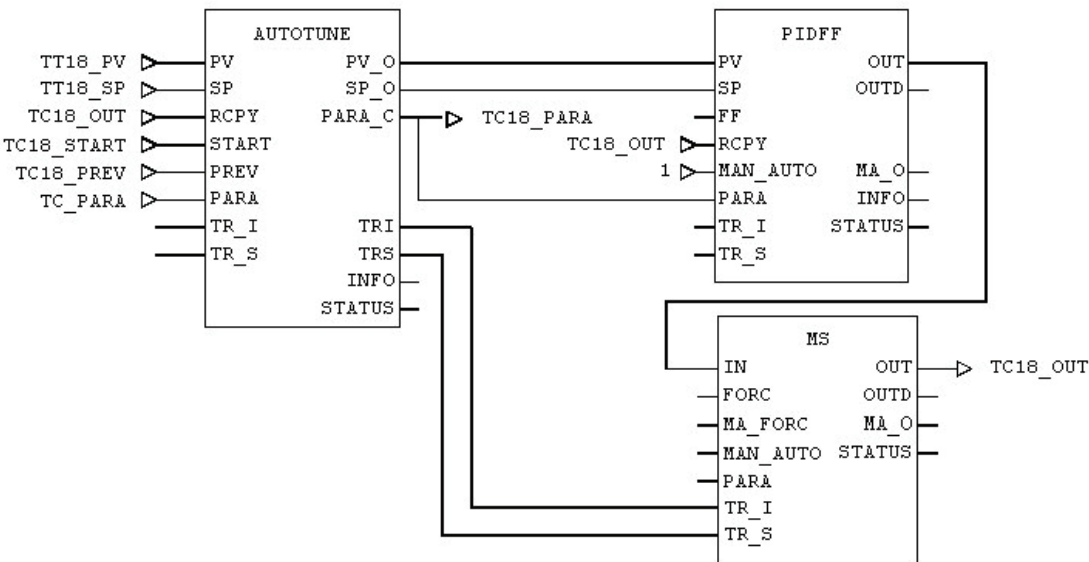 AUTOTUNE
TT18_PV PV PV_O
TT18_SP SP SP_O
TC18_OUT RCPY PARA_C TC18_PARA
TC18_START START
TC18_PREV PREV
TC_PARA PARA
TR_I TRI
TR_S TRS
INFO
STATUS
PIDFF
PV OUT
SP OUTD
FF
TC18_OUT RCPY
1 MAN_AUTO MA_O
PARA INFO
TR_I STATUS
TR_S
MS
IN OUT TC18_OUT
FORC OUTD
MA_FORC MA_O
MAN_AUTO STATUS
PARA
TR_I
TR_S